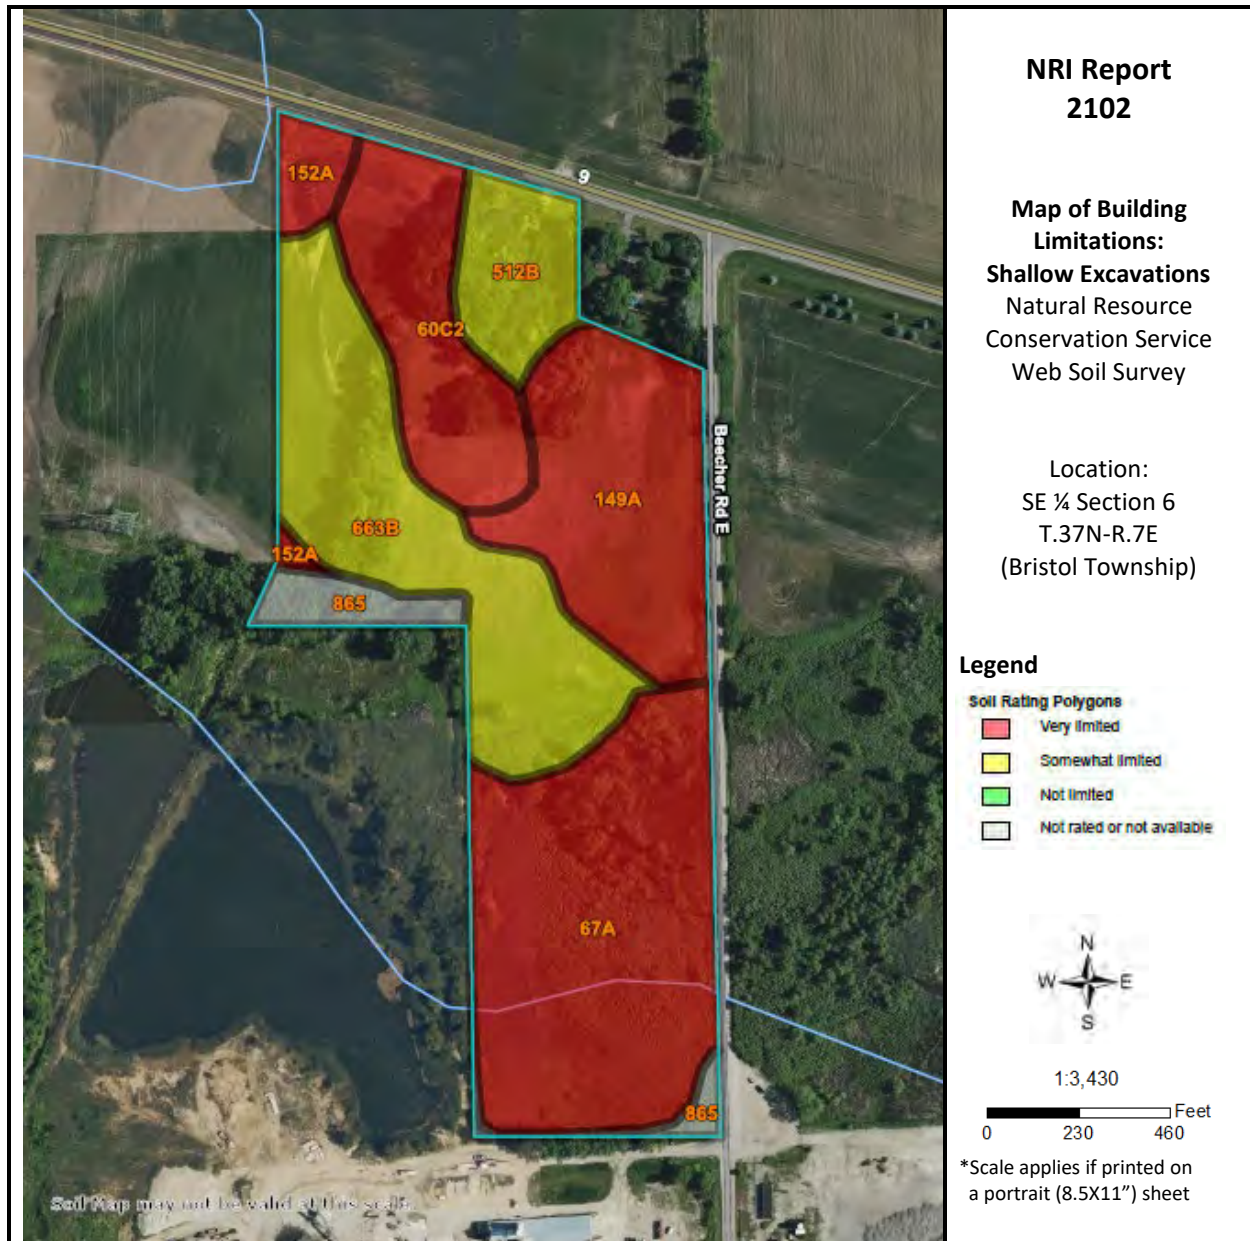 152A
9
512B
60C2
Beecher Rd E
149A
663B
152A
865
67A
865
Soil Map may not be valid at this scale.
NRI Report
2102
Map of Building
Limitations:
Shallow Excavations
Natural Resource
Conservation Service
Web Soil Survey
Location:
SE ¼ Section 6
T.37N-R.7E
(Bristol Township)
Legend
Soil Rating Polygons
Very limited
Somewhat limited
Not limited
Not rated or not available
N
W E
S
1:3,430
Feet
0 230 460
*Scale applies if printed on
a portrait (8.5X11”) sheet